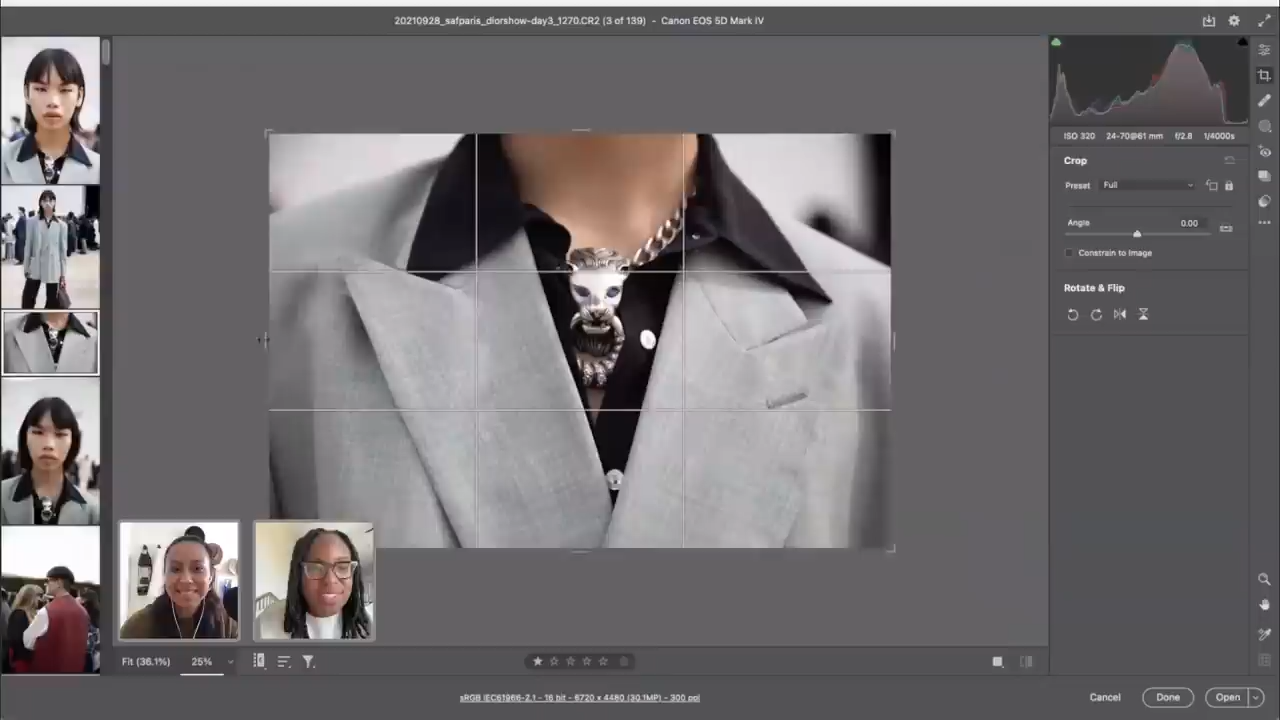 20210928_safparis_diorshow-day3_1270.CR2 (3 of 139) - Canon EOS 5D Mark IV
ISO 320 24-70@61 mm f/2.8 1/4000s
Crop
Preset Full
Angle 0.00
Constrain to Image
Rotate & Flip
Fit (36.1%) 25%
sRGB IEC61966-2.1 - 16 bit - 6720 x 4480 (30.1MP) - 300 ppi
Cancel Done Open